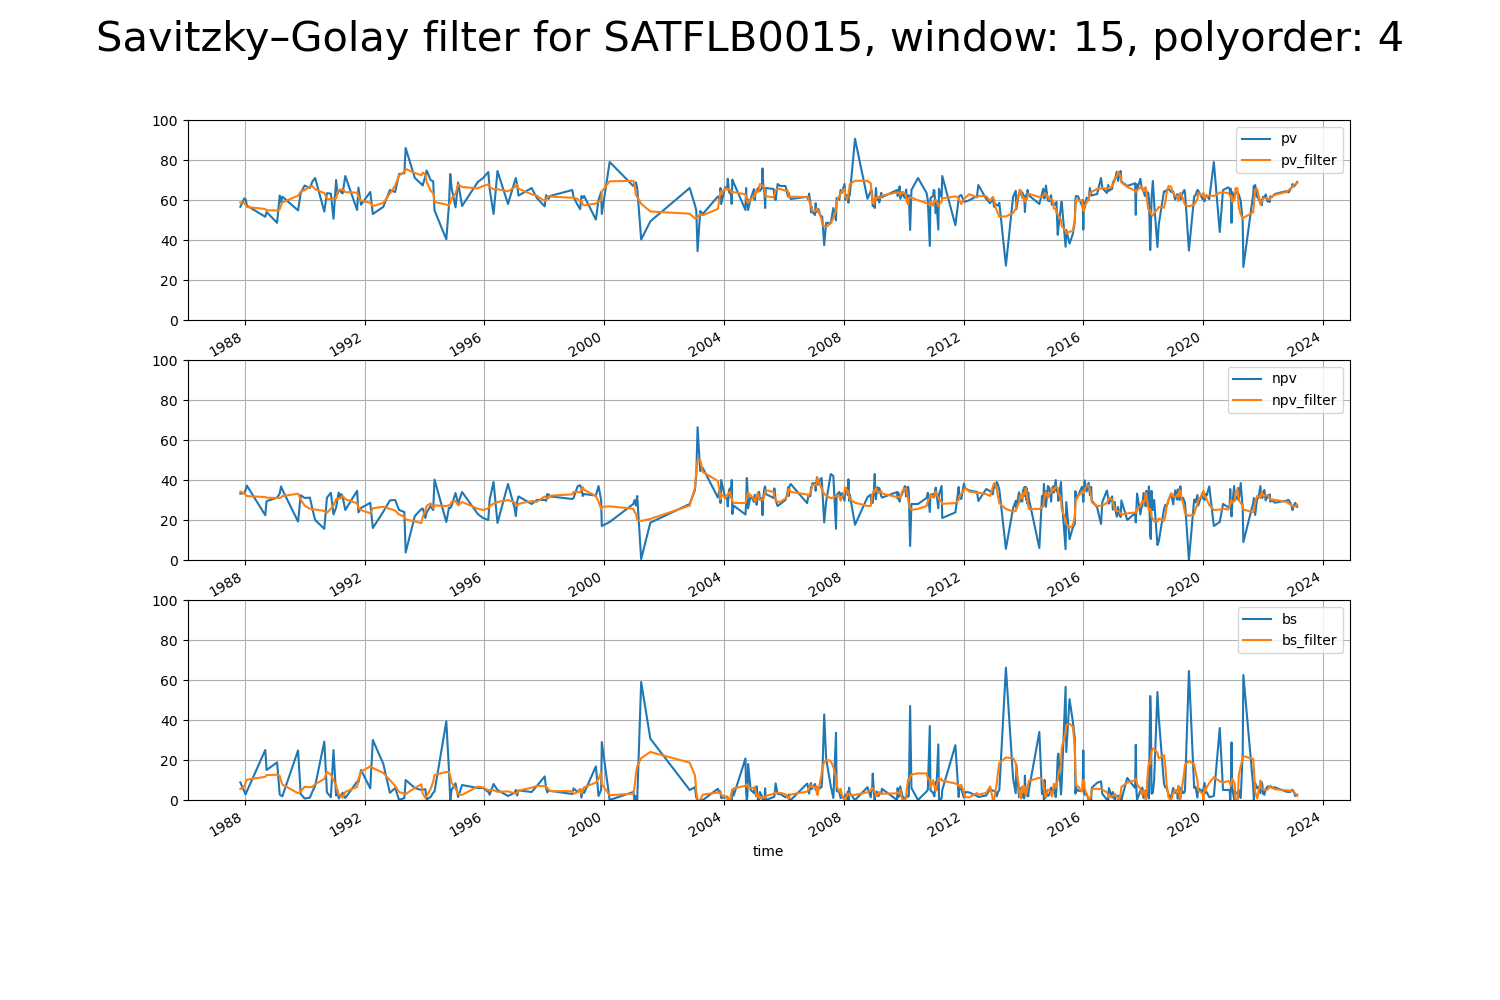 Savitzky–Golay filter for SATFLB0015, window: 15, polyorder: 4
100
80
60
40
20
0
pv
pv_filter
1988 1992 1996 2000 2004 2008 2012 2016 2020 2024
100
80
60
40
20
0
npv
npv_filter
1988 1992 1996 2000 2004 2008 2012 2016 2020 2024
100
80
60
40
20
0
bs
bs_filter
1988 1992 1996 2000 2004 2008 2012 2016 2020 2024
time